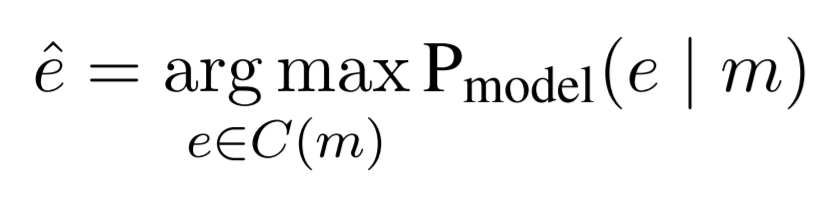 ê = arg max P_model(e | m)
e∈C(m)